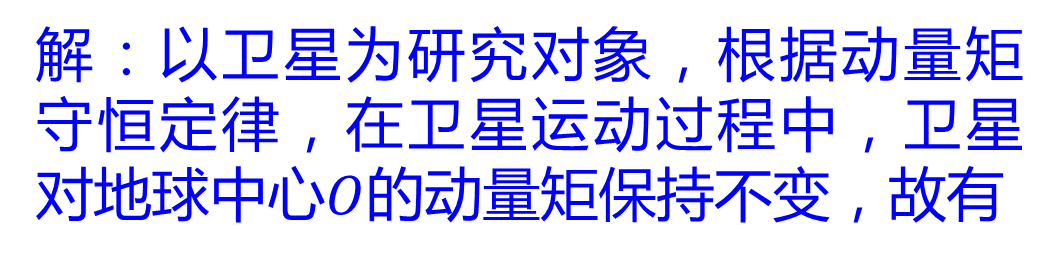 解：以卫星为研究对象，根据动量矩
守恒定律，在卫星运动过程中，卫星
对地球中心O的动量矩保持不变，故有